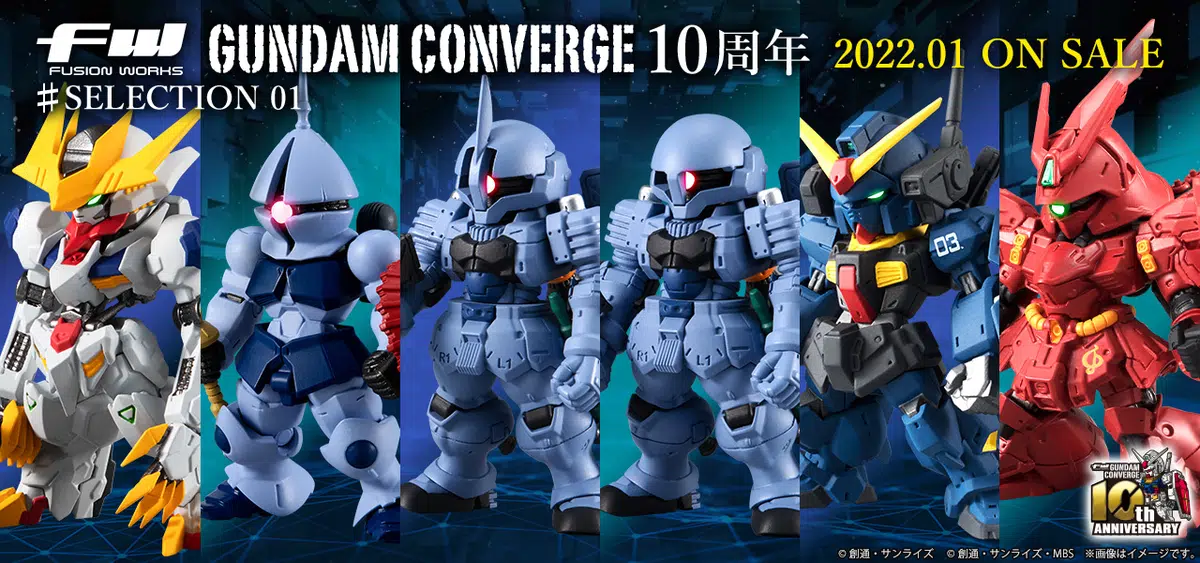 FW
FUSION WORKS
GUNDAM CONVERGE 10周年
2022.01 ON SALE
#SELECTION 01
R1
L1
R1
L1
03.
GUNDAM
CONVERGE
10th
ANNIVERSARY
© 創通・サンライズ © 創通・サンライズ・MBS ※画像はイメージです。